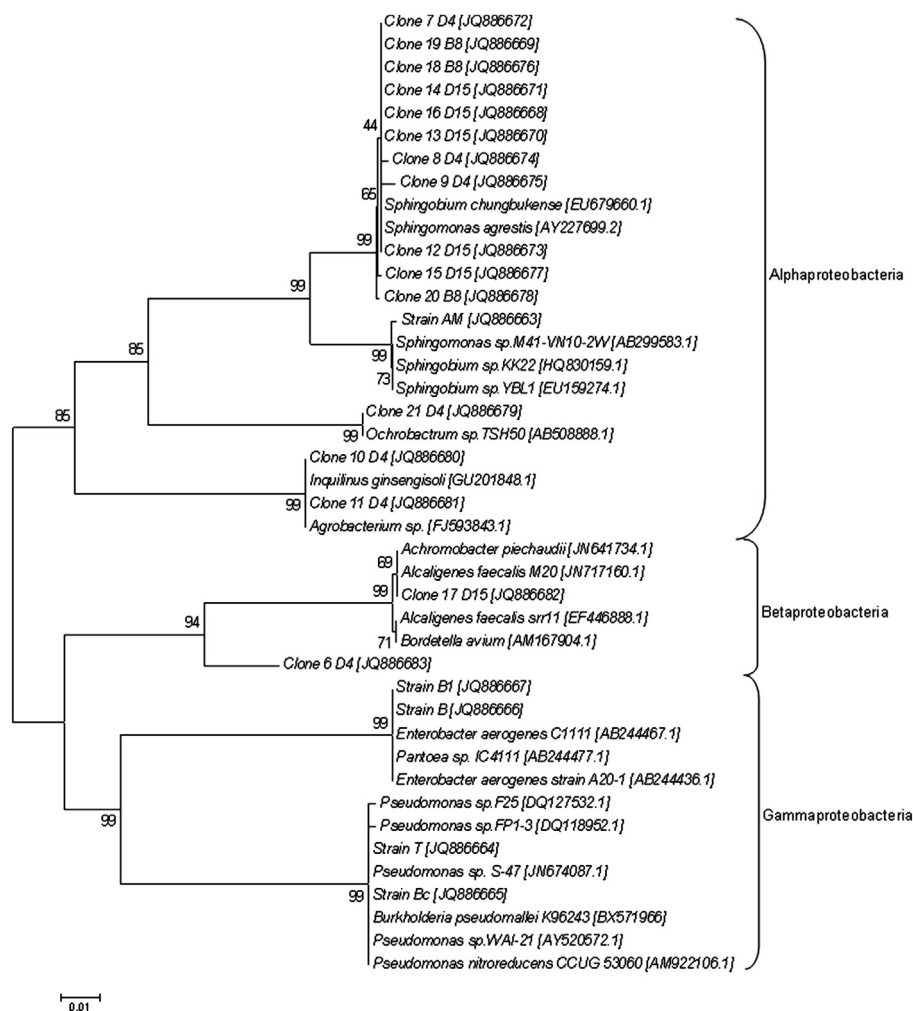 Clone 7 D4 [JQ886672]
Clone 19 B8 [JQ886669]
Clone 18 B8 [JQ886676]
Clone 14 D15 [JQ886671]
Clone 16 D15 [JQ886668]
44
Clone 13 D15 [JQ886670]
Clone 8 D4 [JQ886674]
Clone 9 D4 [JQ886675]
65
Sphingobium chungbukense [EU679660.1]
Sphingomonas agrestis [AY227699.2]
99
Clone 12 D15 [JQ886673]
Clone 15 D15 [JQ886677]
Alphaproteobacteria
99
Clone 20 B8 [JQ886678]
Strain AM [JQ886663]
Sphingomonas sp.M41-VN10-2W [AB299583.1]
85
99
Sphingobium sp.KK22 [HQ830159.1]
73
Sphingobium sp.YBL1 [EU159274.1]
85
Clone 21 D4 [JQ886679]
99
Ochrobactrum sp.TSH50 [AB508888.1]
Clone 10 D4 [JQ886680]
Inquilinus ginsengisoli [GU201848.1]
99
Clone 11 D4 [JQ886681]
Agrobacterium sp. [FJ593843.1]
Achromobacter piechaudii [JN641734.1]
69
Alcaligenes faecalis M20 [JN717160.1]
99
Clone 17 D15 [JQ886682]
Betaproteobacteria
94
Alcaligenes faecalis srr11 [EF446888.1]
71
Bordetella avium [AM167904.1]
Clone 6 D4 [JQ886683]
Strain B1 [JQ886667]
Strain B [JQ886666]
99
Enterobacter aerogenes C1111 [AB244467.1]
Pantoea sp. IC4111 [AB244477.1]
Enterobacter aerogenes strain A20-1 [AB244436.1]
Pseudomonas sp.F25 [DQ127532.1]
Gammaproteobacteria
99
Pseudomonas sp.FP1-3 [DQ118952.1]
Strain T [JQ886664]
Pseudomonas sp. S-47 [JN674087.1]
99
Strain Bc [JQ886665]
Burkholderia pseudomallei K96243 [BX571966]
Pseudomonas sp.WAI-21 [AY520572.1]
Pseudomonas nitroreducens CCUG 53060 [AM922106.1]
0.01